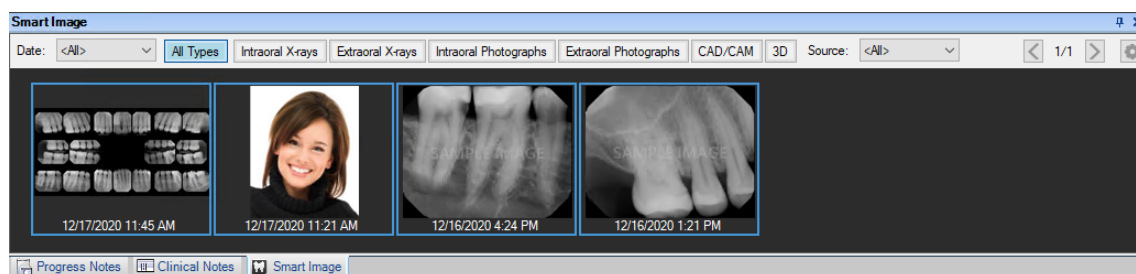 Smart Image
Date: <All> All Types Intraoral X-rays Extraoral X-rays Intraoral Photographs Extraoral Photographs CAD/CAM 3D Source: <All> 1/1
SAMPLE IMAGE SAMPLE IMAGE
12/17/2020 11:45 AM 12/17/2020 11:21 AM 12/16/2020 4:24 PM 12/16/2020 1:21 PM
Progress Notes Clinical Notes Smart Image